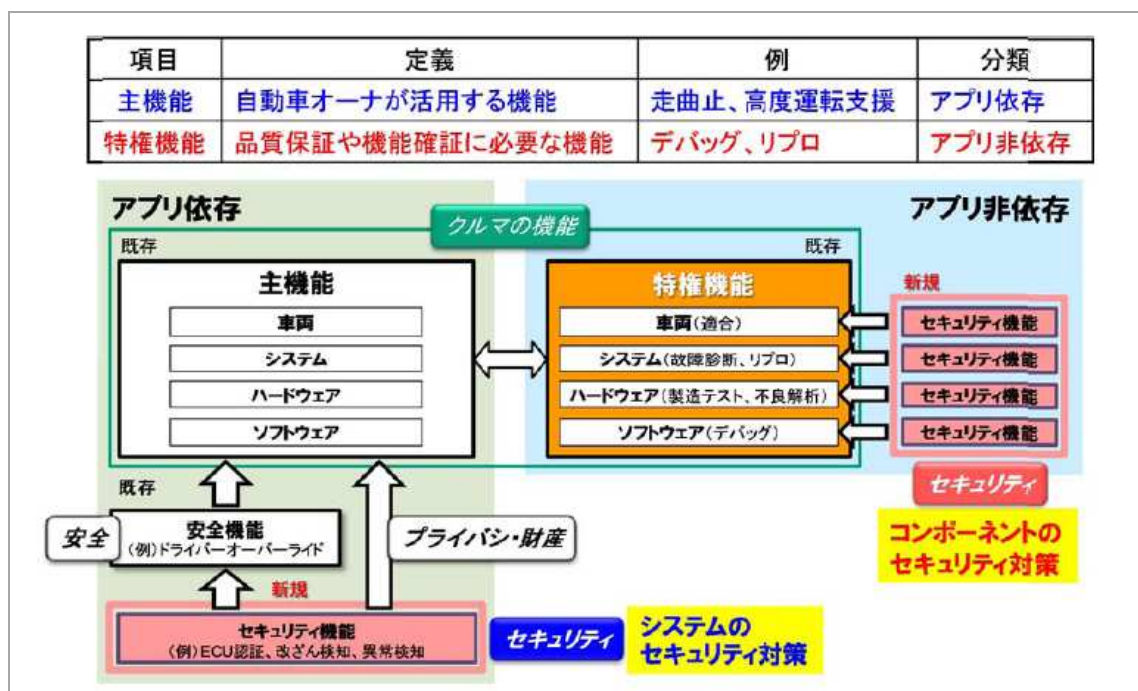 項目 定義 例 分類
主機能 自動車オーナが活用する機能 走曲止、高度運転支援 アプリ依存
特権機能 品質保証や機能確証に必要な機能 デバッグ、リプロ アプリ非依存
アプリ依存
アプリ非依存
クルマの機能
既存
既存
主機能
特権機能
新規
車両
車両(適合)
セキュリティ機能
システム
システム(故障診断、リプロ)
セキュリティ機能
ハードウェア
ハードウェア(製造テスト、不良解析)
セキュリティ機能
ソフトウェア
ソフトウェア(デバッグ)
セキュリティ機能
既存
セキュリティ
安全
安全機能
(例)ドライバーオーバーライド
プライバシ・財産
コンポーネントの
セキュリティ対策
新規
セキュリティ機能
(例)ECU認証、改ざん検知、異常検知
セキュリティ
システムの
セキュリティ対策